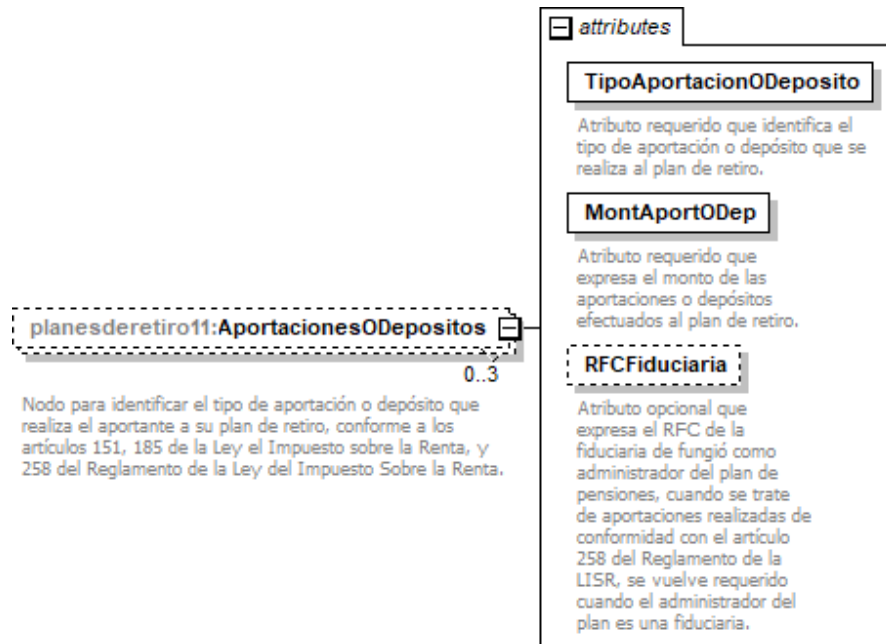 attributes
TipoAportacionODeposito
Atributo requerido que identifica el
tipo de aportación o depósito que se
realiza al plan de retiro.
MontAportODep
Atributo requerido que
expresa el monto de las
aportaciones o depósitos
efectuados al plan de retiro.
planesderetiro11:AportacionesODepositos
0..3
Nodo para identificar el tipo de aportación o depósito que
realiza el aportante a su plan de retiro, conforme a los
artículos 151, 185 de la Ley el Impuesto sobre la Renta, y
258 del Reglamento de la Ley del Impuesto Sobre la Renta.
RFCFiduciaria
Atributo opcional que
expresa el RFC de la
fiduciaria de fungió como
administrador del plan de
pensiones, cuando se trate
de aportaciones realizadas de
conformidad con el artículo
258 del Reglamento de la
LISR, se vuelve requerido
cuando el administrador del
plan es una fiduciaria.